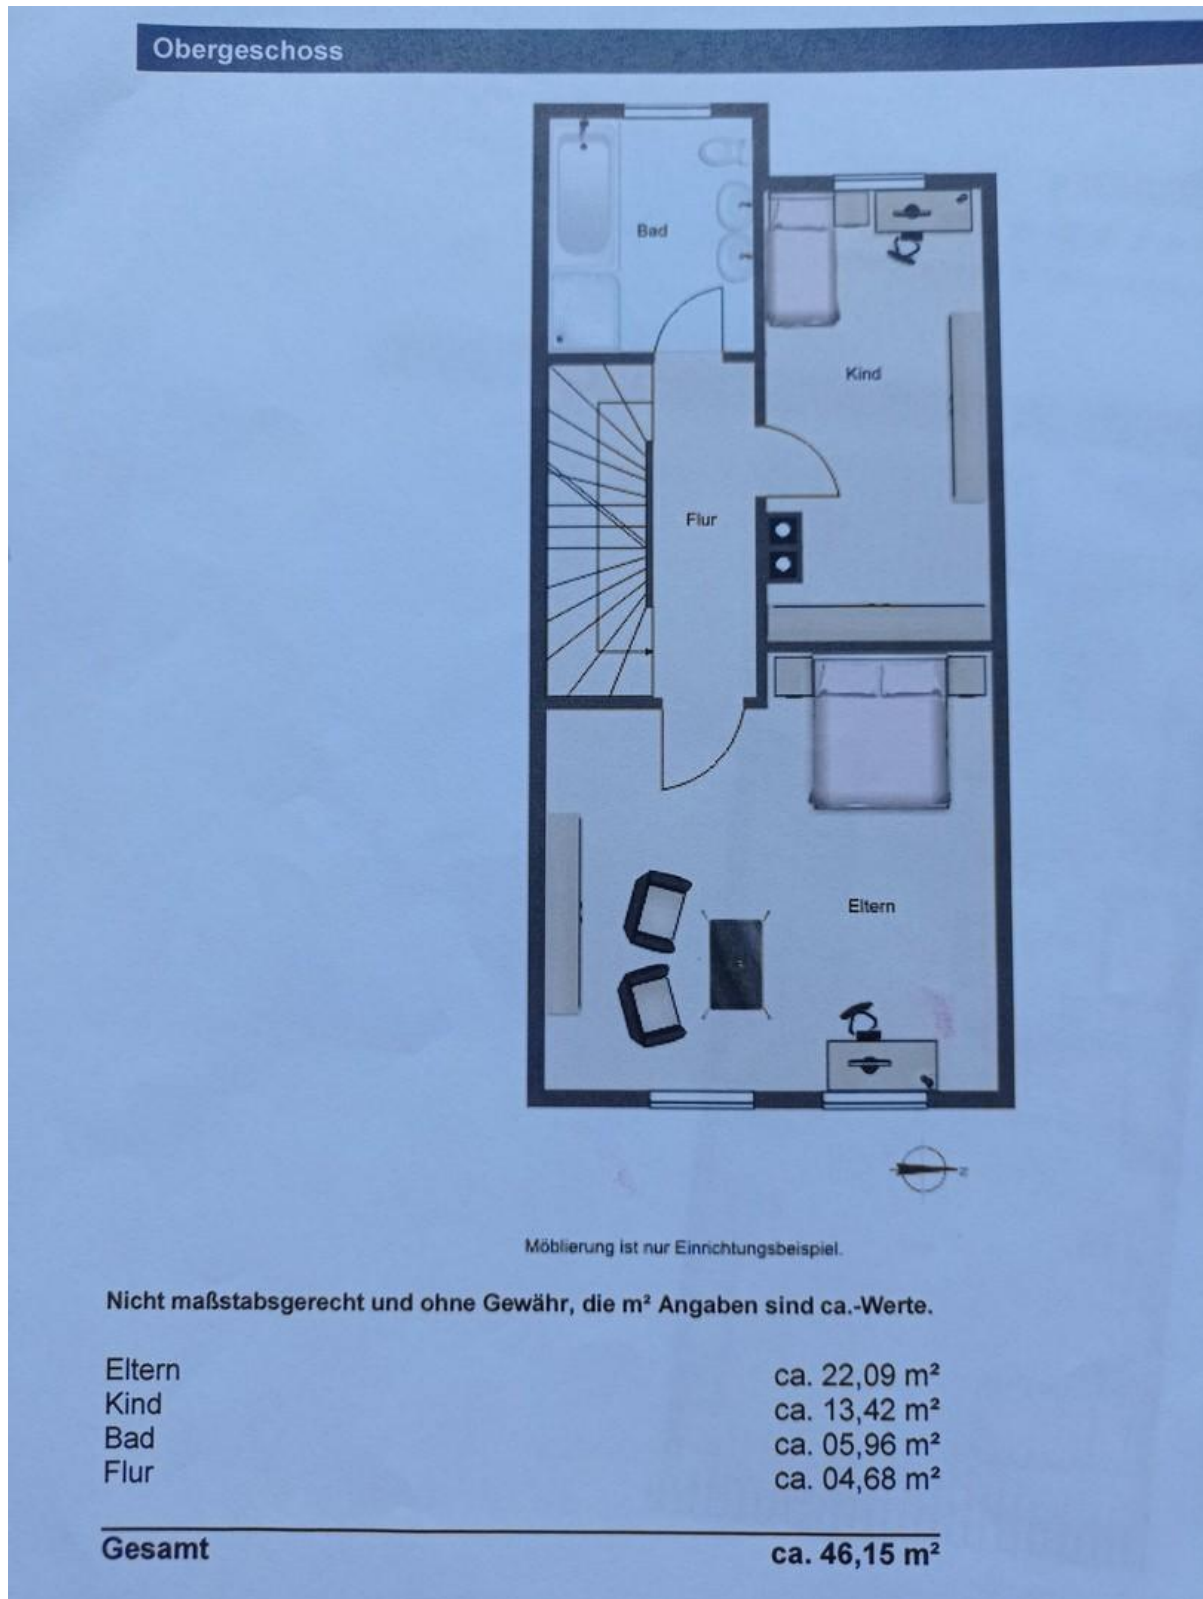 Obergeschoss
Bad
Kind
Flur
Eltern
N
Möblierung ist nur Einrichtungsbeispiel.
Nicht maßstabsgerecht und ohne Gewähr, die m² Angaben sind ca.-Werte.
Eltern ca. 22,09 m²
Kind ca. 13,42 m²
Bad ca. 05,96 m²
Flur ca. 04,68 m²
Gesamt ca. 46,15 m²